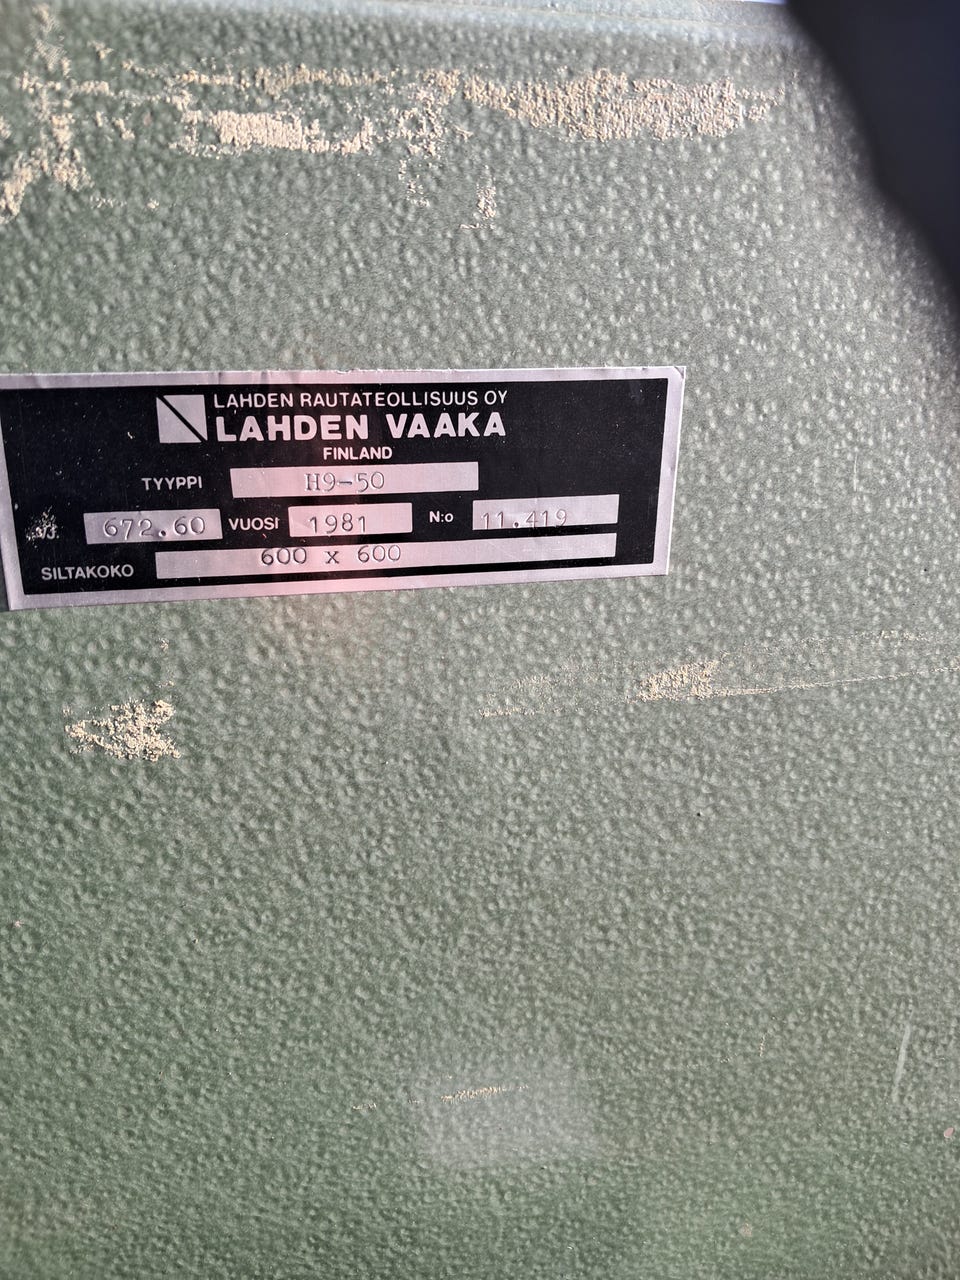 LAHDEN RAUTATEOLLISUUS OY
LAHDEN VAAKA
FINLAND
TYYPPI H9-50
672.60 VUOSI 1981 N:o 11.419
SILTAKOKO 600 x 600